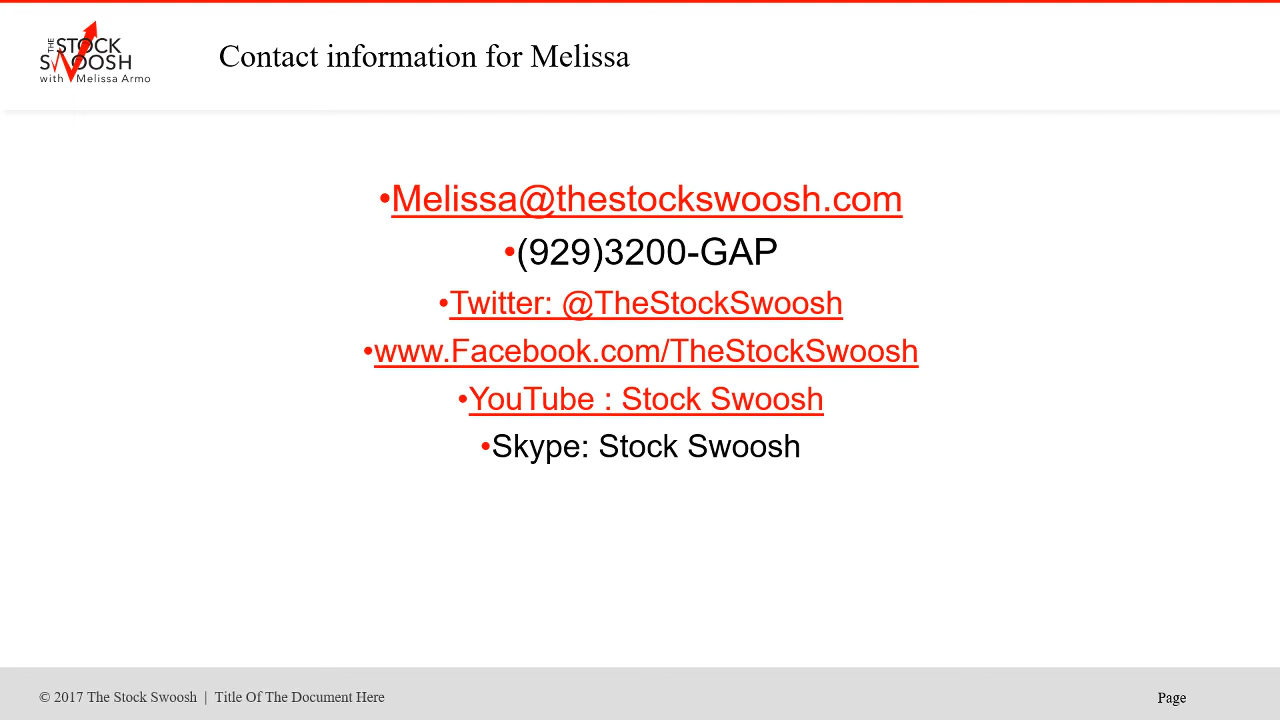 THE STOCK
SWOOSH
with Melissa Armo
Contact information for Melissa
•Melissa@thestockswoosh.com
•(929)3200-GAP
•Twitter: @TheStockSwoosh
•www.Facebook.com/TheStockSwoosh
•YouTube : Stock Swoosh
•Skype: Stock Swoosh
© 2017 The Stock Swoosh | Title Of The Document Here
Page